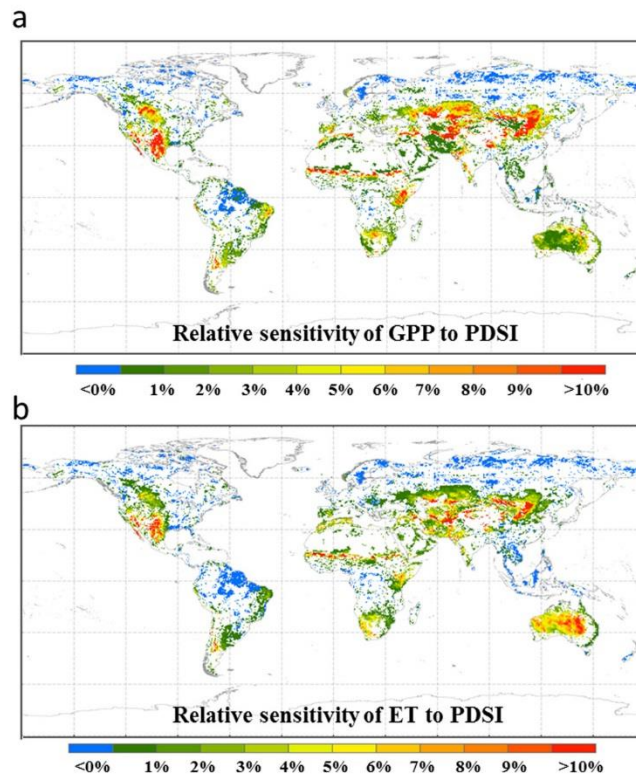 a
Relative sensitivity of GPP to PDSI
<0% 1% 2% 3% 4% 5% 6% 7% 8% 9% >10%
b
Relative sensitivity of ET to PDSI
<0% 1% 2% 3% 4% 5% 6% 7% 8% 9% >10%